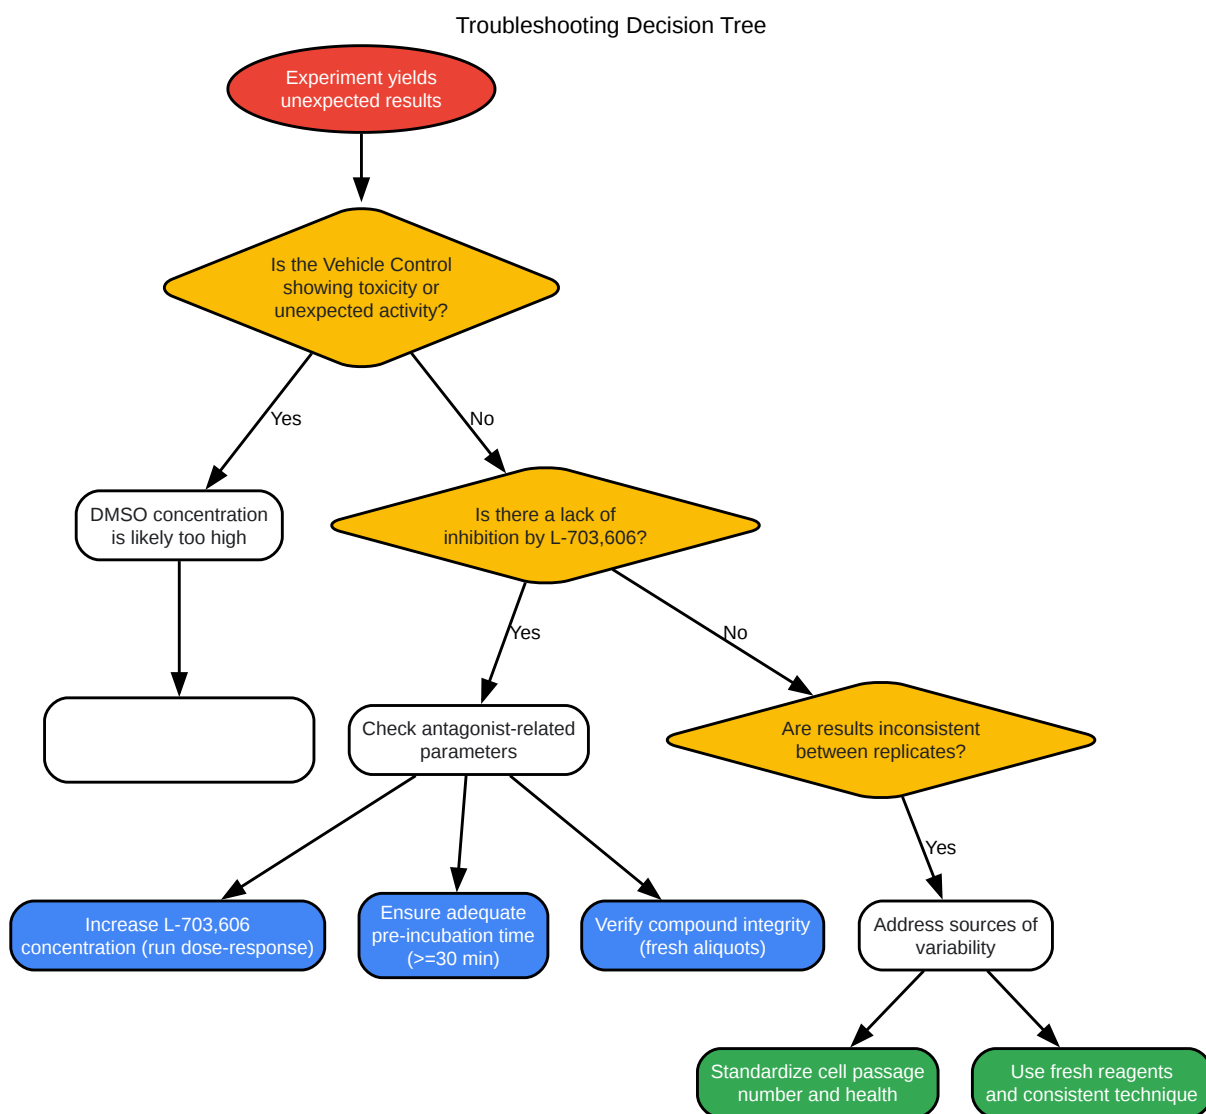 Troubleshooting Decision Tree
Experiment yields
unexpected results
Is the Vehicle Control
showing toxicity or
unexpected activity?
Yes
No
DMSO concentration
is likely too high
Is there a lack of
inhibition by L-703,606?
Yes
No
Check antagonist-related
parameters
Are results inconsistent
between replicates?
Yes
Increase L-703,606
concentration (run dose-response)
Ensure adequate
pre-incubation time
(>=30 min)
Verify compound integrity
(fresh aliquots)
Address sources of
variability
Standardize cell passage
number and health
Use fresh reagents
and consistent technique